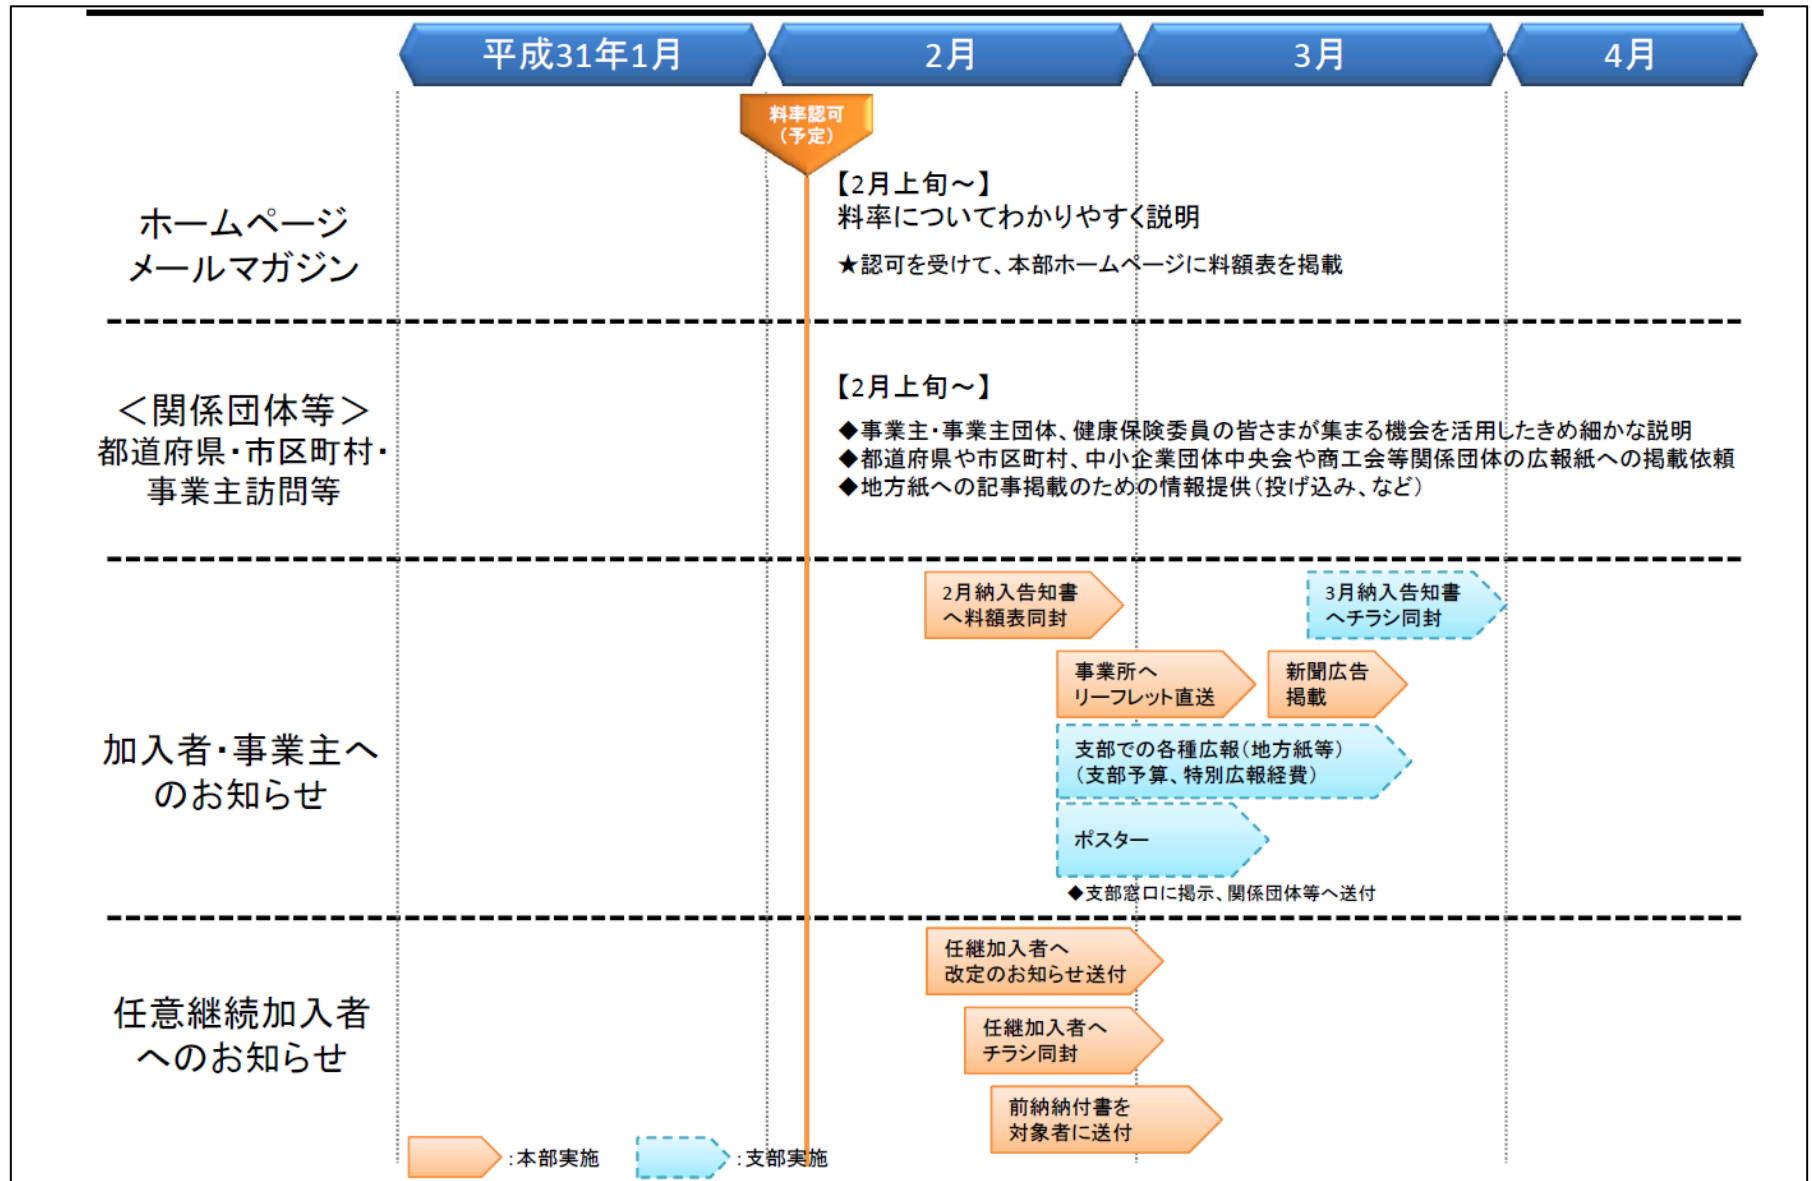 平成31年1月
2月
3月
4月
料率認可
(予定)
ホームページ
メールマガジン
【2月上旬～】
料率についてわかりやすく説明
★認可を受けて、本部ホームページに料額表を掲載
＜関係団体等＞
都道府県・市区町村・
事業主訪問等
【2月上旬～】
◆事業主・事業主団体、健康保険委員の皆さまが集まる機会を活用したきめ細かな説明
◆都道府県や市区町村、中小企業団体中央会や商工会等関係団体の広報紙への掲載依頼
◆地方紙への記事掲載のための情報提供（投げ込み、など）
加入者・事業主へ
のお知らせ
2月納入告知書
へ料額表同封
3月納入告知書
へチラシ同封
事業所へ
リーフレット直送
新聞広告
掲載
支部での各種広報（地方紙等）
（支部予算、特別広報経費）
ポスター
◆支部窓口に掲示、関係団体等へ送付
任意継続加入者
へのお知らせ
任継加入者へ
改定のお知らせ送付
任継加入者へ
チラシ同封
前納納付書を
対象者に送付
：本部実施
：支部実施